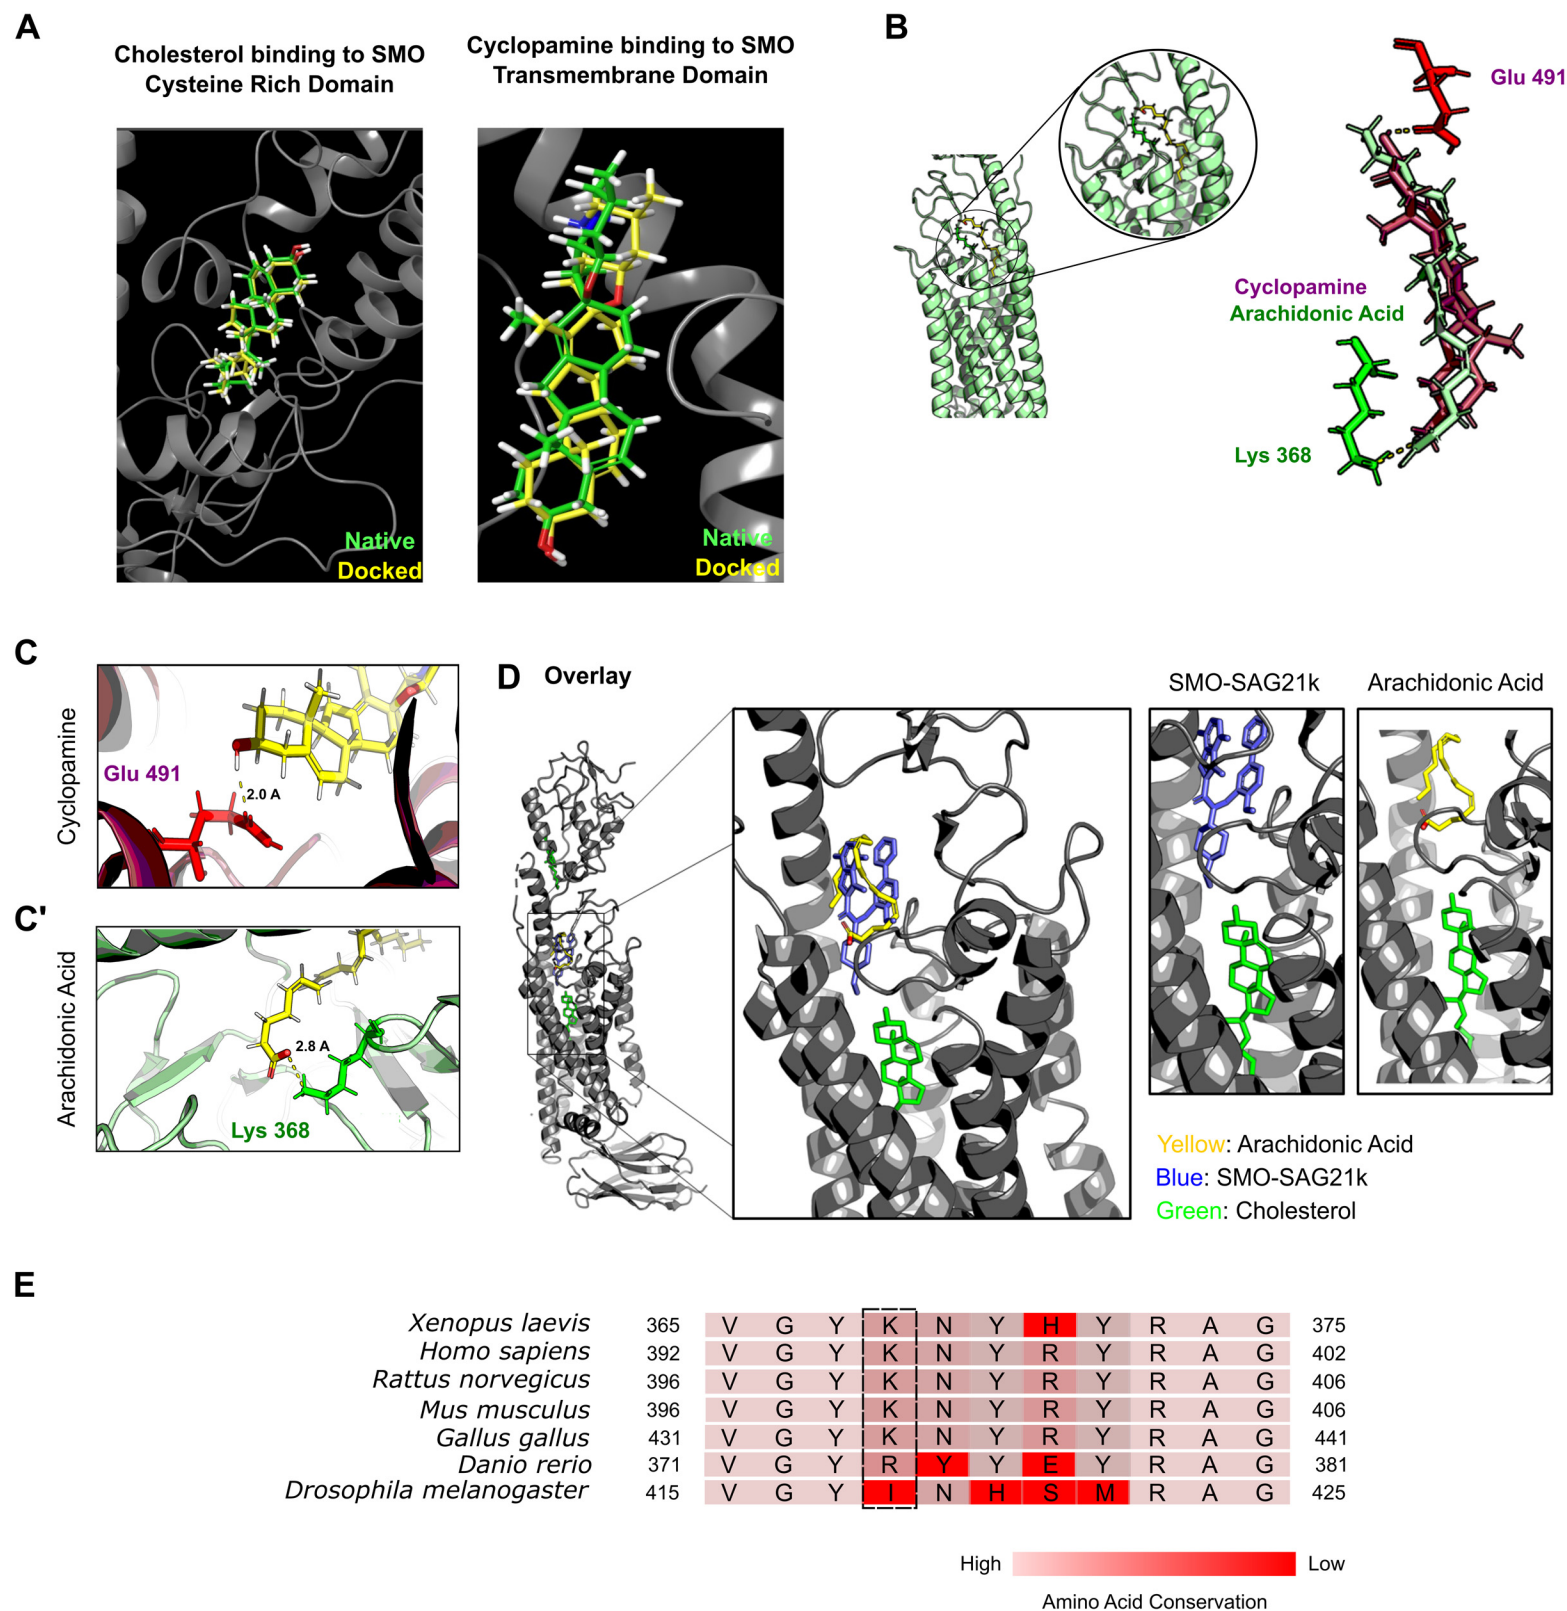 A
Cholesterol binding to SMO
Cysteine Rich Domain
Native
Docked
Cyclopamine binding to SMO
Transmembrane Domain
Native
Docked
B
Glu 491
Cyclopamine
Arachidonic Acid
Lys 368
C
Cyclopamine
Glu 491
2.0 A
C'
Arachidonic Acid
2.8 A
Lys 368
D Overlay
SMO-SAG21k
Arachidonic Acid
Yellow: Arachidonic Acid
Blue: SMO-SAG21k
Green: Cholesterol
E
Xenopus laevis 365 V G Y K N Y H Y R A G 375
Homo sapiens 392 V G Y K N Y R Y R A G 402
Rattus norvegicus 396 V G Y K N Y R Y R A G 406
Mus musculus 396 V G Y K N Y R Y R A G 406
Gallus gallus 431 V G Y K N Y R Y R A G 441
Danio rerio 371 V G Y R Y Y E Y R A G 381
Drosophila melanogaster 415 V G Y I N H S M R A G 425
High Low
Amino Acid Conservation